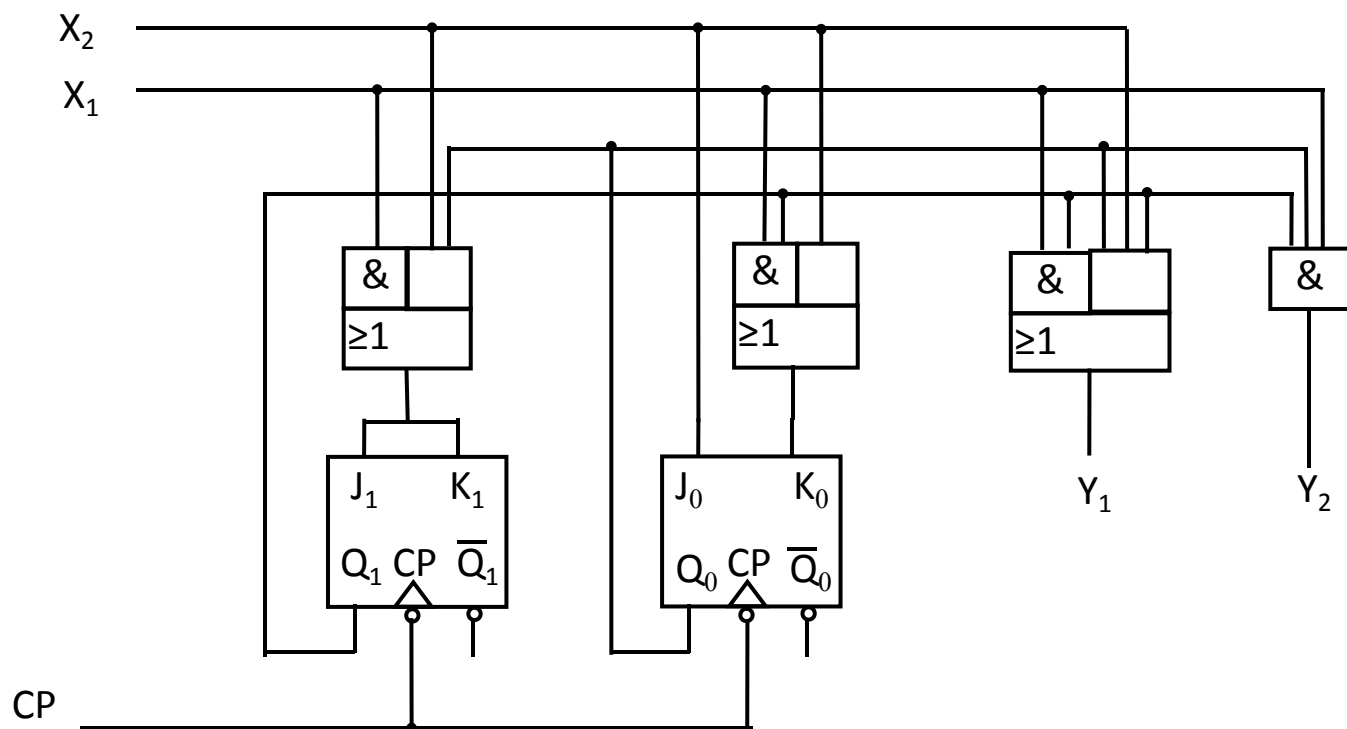 X₂
X₁
& & & &
≥1 ≥1 ≥1
J₁ K₁ J₀ K₀ Y₁ Y₂
Q₁ CP Q̅₁ Q₀ CP Q̅₀
CP